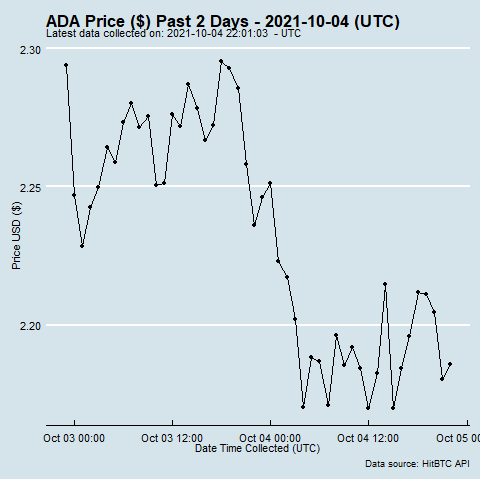 ADA Price ($) Past 2 Days - 2021-10-04 (UTC)
Latest data collected on: 2021-10-04 22:01:03 - UTC
2.30
2.25
2.20
Price USD ($)
Oct 03 00:00 Oct 03 12:00 Oct 04 00:00 Oct 04 12:00 Oct 05 0
Date Time Collected (UTC)
Data source: HitBTC API